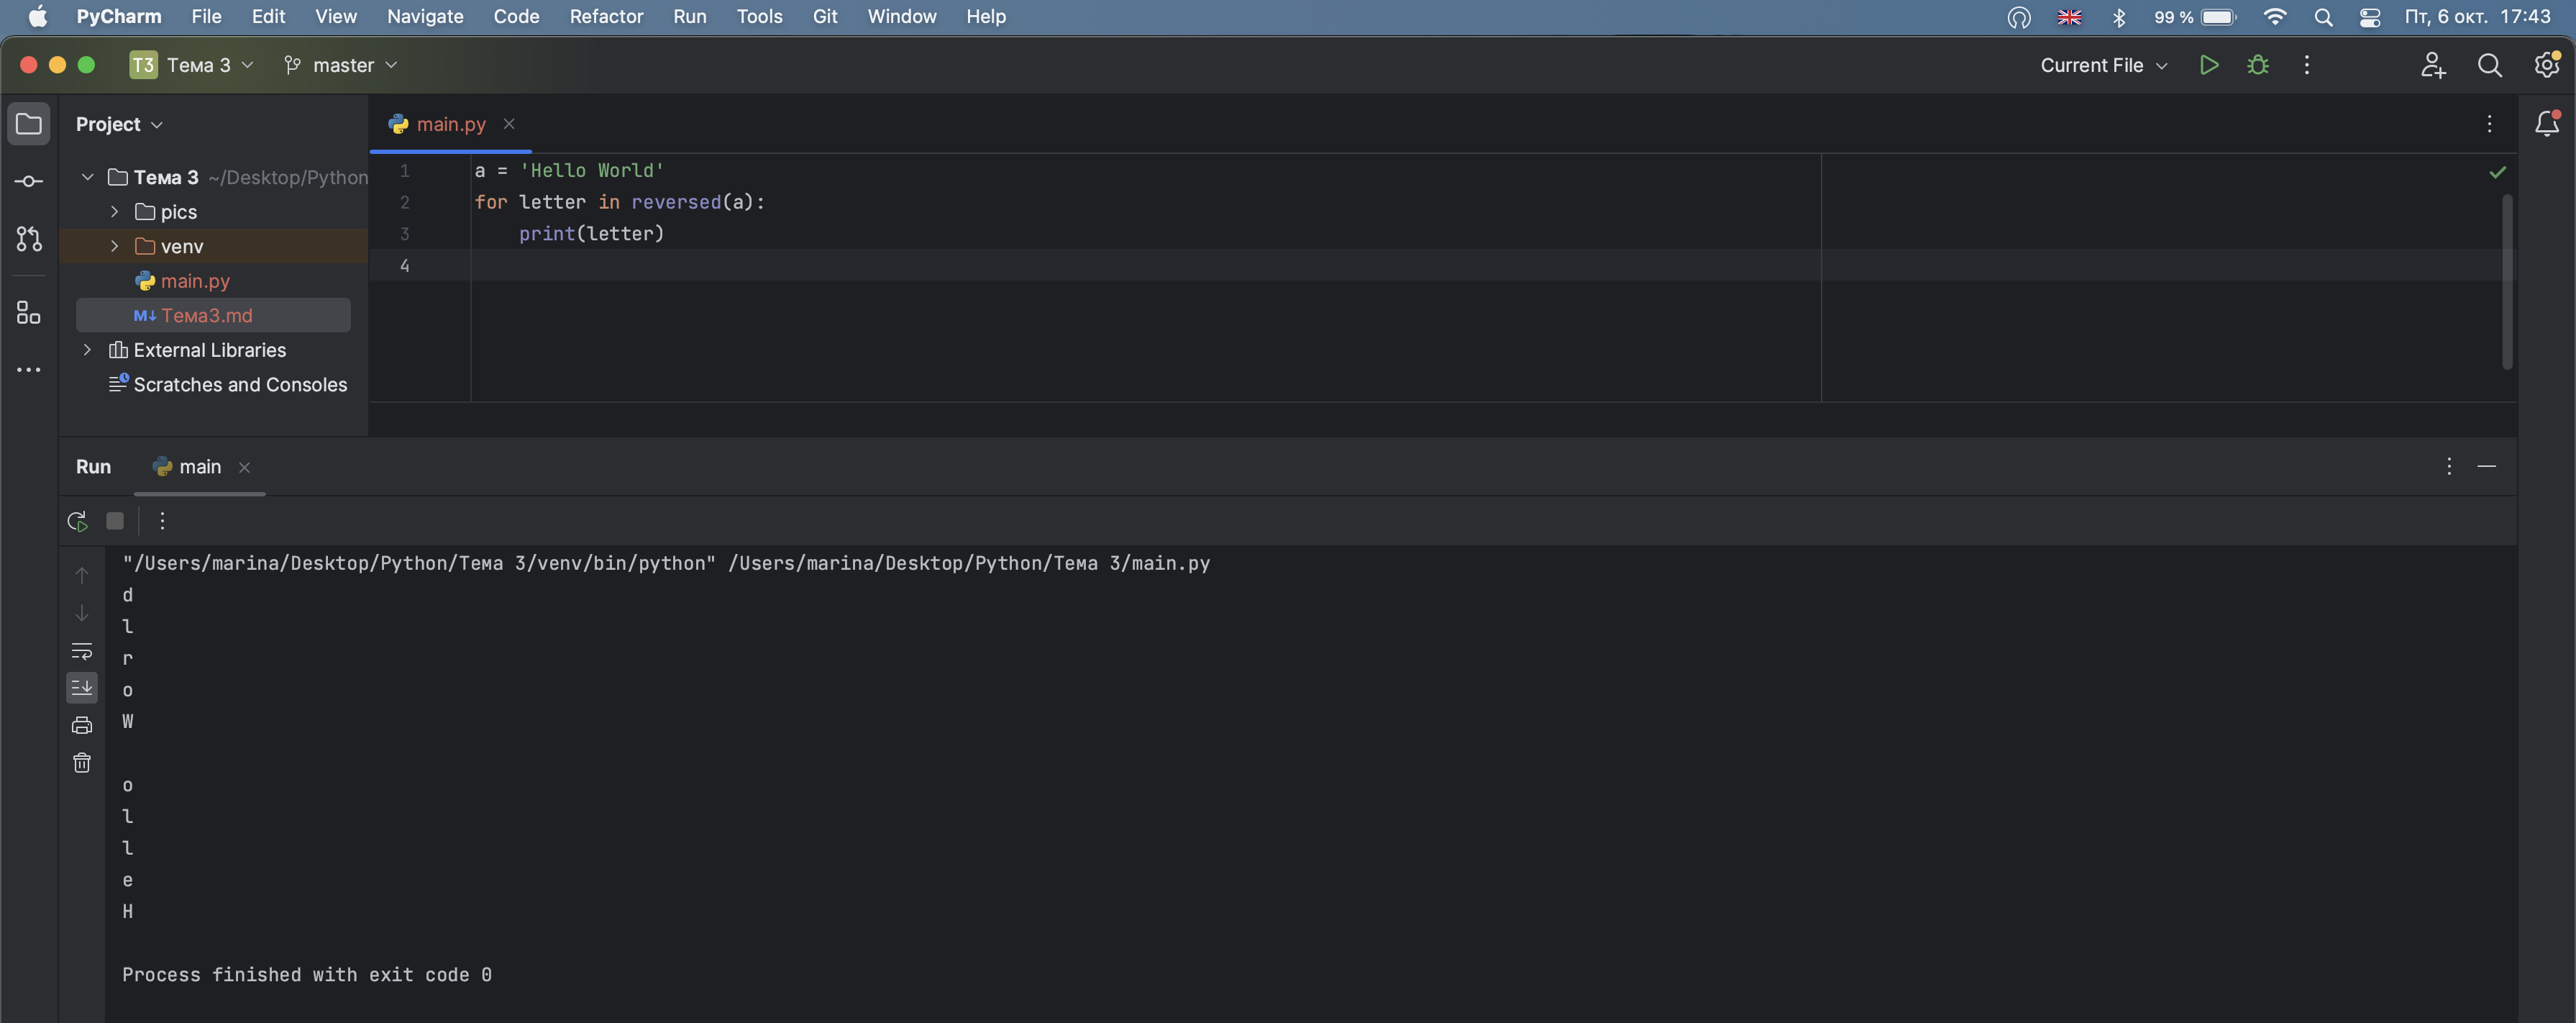 PyCharm File Edit View Navigate Code Refactor Run Tools Git Window Help 99 % Пт, 6 окт. 17:43
T3 Тема 3 master Current File
Project
main.py
Тема 3 ~/Desktop/Python
pics
venv
main.py
M↓ Тема3.md
External Libraries
Scratches and Consoles
1 a = 'Hello World'
2 for letter in reversed(a):
3 print(letter)
4
Run main
"/Users/marina/Desktop/Python/Тема 3/venv/bin/python" /Users/marina/Desktop/Python/Тема 3/main.py
d
l
r
o
W
o
l
l
e
H
Process finished with exit code 0